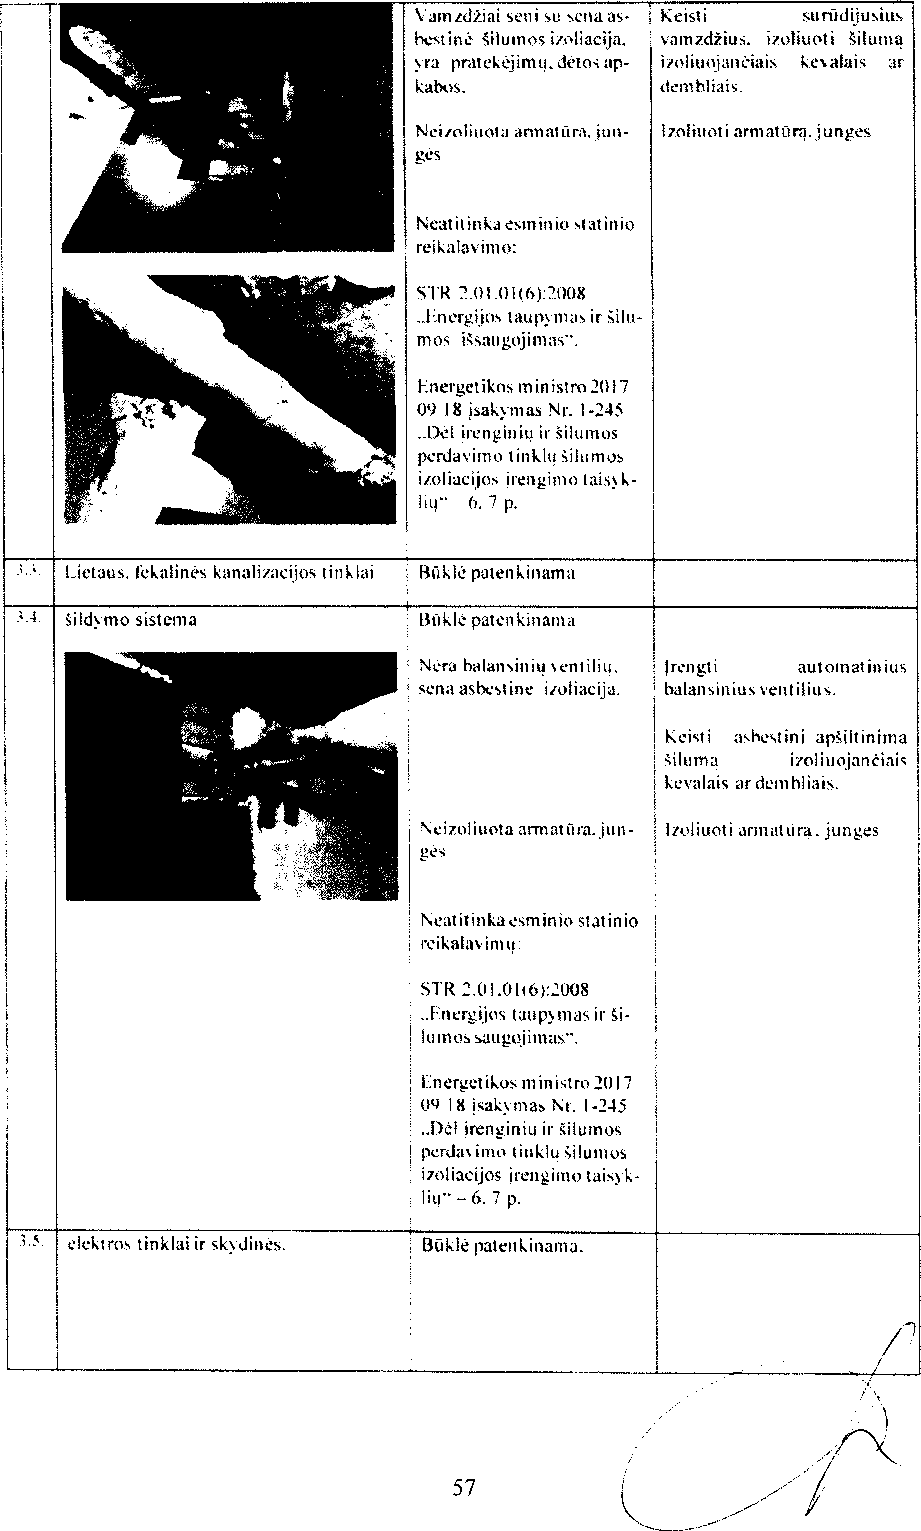 Vamzdžiai seni su sena as-
bestinė šilumos izoliacija,
yra pratekėjimų, dėtos ap-
kabos.
Neizoliuota armatūra, jun-
gės
Neatitinka esminio statinio
reikalavimo:
STR 2.01.01(6):2008
„Energijos taupymas ir šilu-
mos išsaugojimas“.
Energetikos ministro 2017
09 18 įsakymas Nr. 1-245
„Dėl įrenginių ir šilumos
perdavimo tinklų šilumos
izoliacijos įrengimo taisyk-
lių“ 6, 7 p.
Keisti surūdijusius
vamzdžius, izoliuoti šilumą
izoliuojančiais kevalais ar
dembliais.
Izoliuoti armatūrą, junges
3.3. Lietaus, fekalinės kanalizacijos tinklai
Būklė patenkinama
3.4. šildymo sistema
Būklė patenkinama
Nėra balansinių ventilių,
sena asbestinė izoliacija.
Neizoliuota armatūra, jun-
gės
Neatitinka esminio statinio
reikalavimų:
STR 2.01.01(6):2008
„Energijos taupymas ir ši-
lumos saugojimas“.
Energetikos ministro 2017
09 18 įsakymas Nr. 1-245
„Dėl įrenginių ir šilumos
perdavimo tinklų šilumos
izoliacijos įrengimo taisyk-
lių“ – 6, 7 p.
Įrengti automatinius
balansinius ventilius.
Keisti asbestinį apšiltinimą
šilumą izoliuojančiais
kevalais ar dembliais.
Izoliuoti armatūrą, junges
3.5. elektros tinklai ir skydinės.
Būklė patenkinama.
57